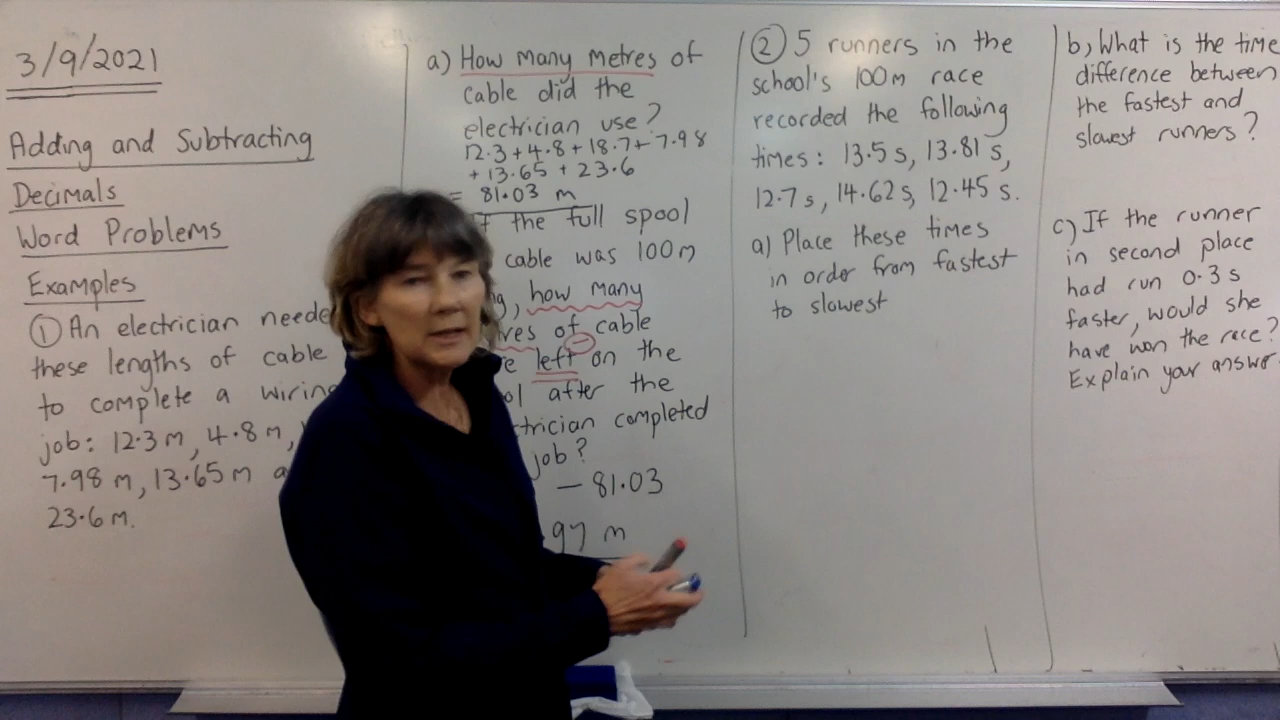 3/9/2021
Adding and Subtracting
Decimals
Word Problems
Examples
① An electrician neede
these lengths of cable
to complete a wiring
job: 12.3 m, 4.8 m,
7.98 m, 13.65 m a
23.6 m.
a) How many metres of
cable did the
electrician use?
12.3 + 4.8 + 18.7 + 7.98
+ 13.65 + 23.6
= 81.03 m
the full spool
cable was 100 m
how many
of cable
left on the
after the
completed
job?
— 81.03
.97 m
② 5 runners in the
school's 100m race
recorded the following
times: 13.5 s, 13.81 s,
12.7 s, 14.62 s, 12.45 s.
a) Place these times
in order from fastest
to slowest
b) What is the time
difference between
the fastest and
slowest runners?
c) If the runner
in second place
had run 0.3 s
faster, would she
have won the race?
Explain your answer